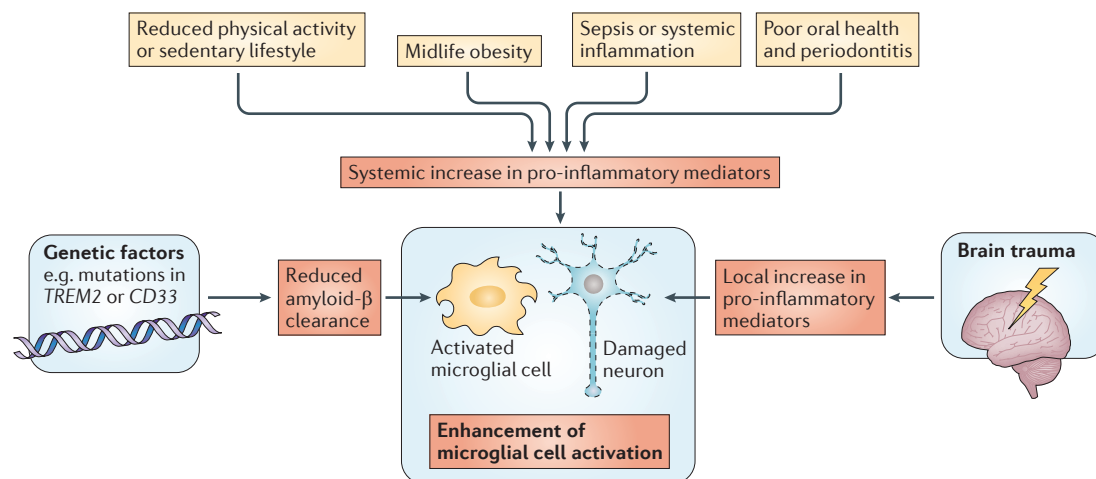 Reduced physical activity
or sedentary lifestyle
Midlife obesity
Sepsis or systemic
inflammation
Poor oral health
and periodontitis
Systemic increase in pro-inflammatory mediators
Genetic factors
e.g. mutations in
TREM2 or CD33
Reduced
amyloid-β
clearance
Activated
microglial cell
Damaged
neuron
Enhancement of
microglial cell activation
Local increase in
pro-inflammatory
mediators
Brain trauma